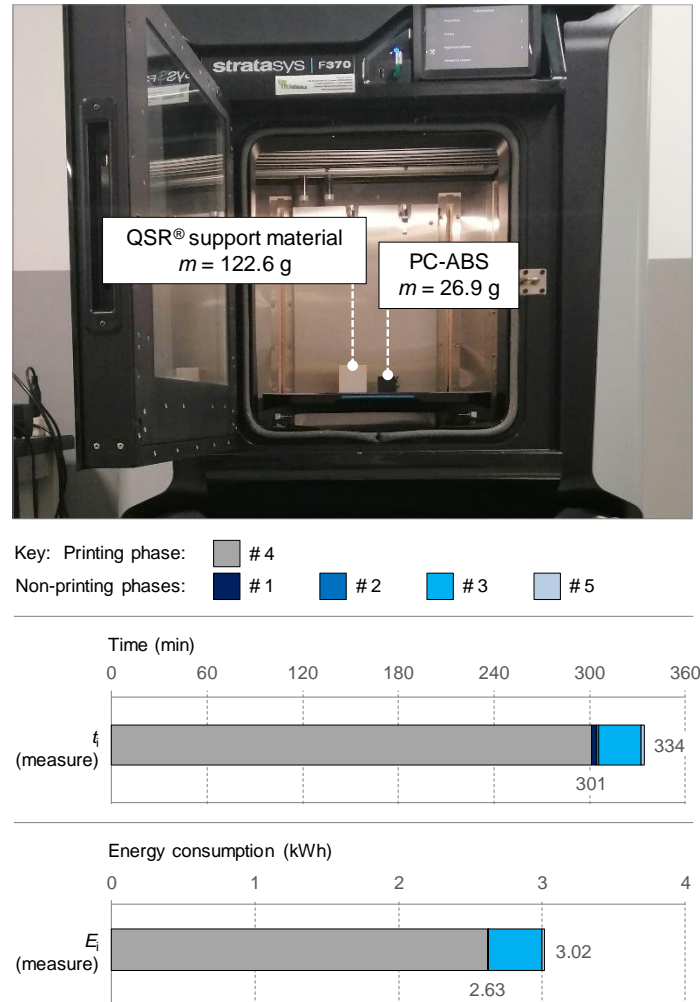 stratasys | F370
QSR® support material
m = 122.6 g
PC-ABS
m = 26.9 g
Key: Printing phase: # 4
Non-printing phases: # 1 # 2 # 3 # 5
Time (min)
0 60 120 180 240 300 360
ti
(measure)
334
301
Energy consumption (kWh)
0 1 2 3 4
Ei
(measure)
3.02
2.63